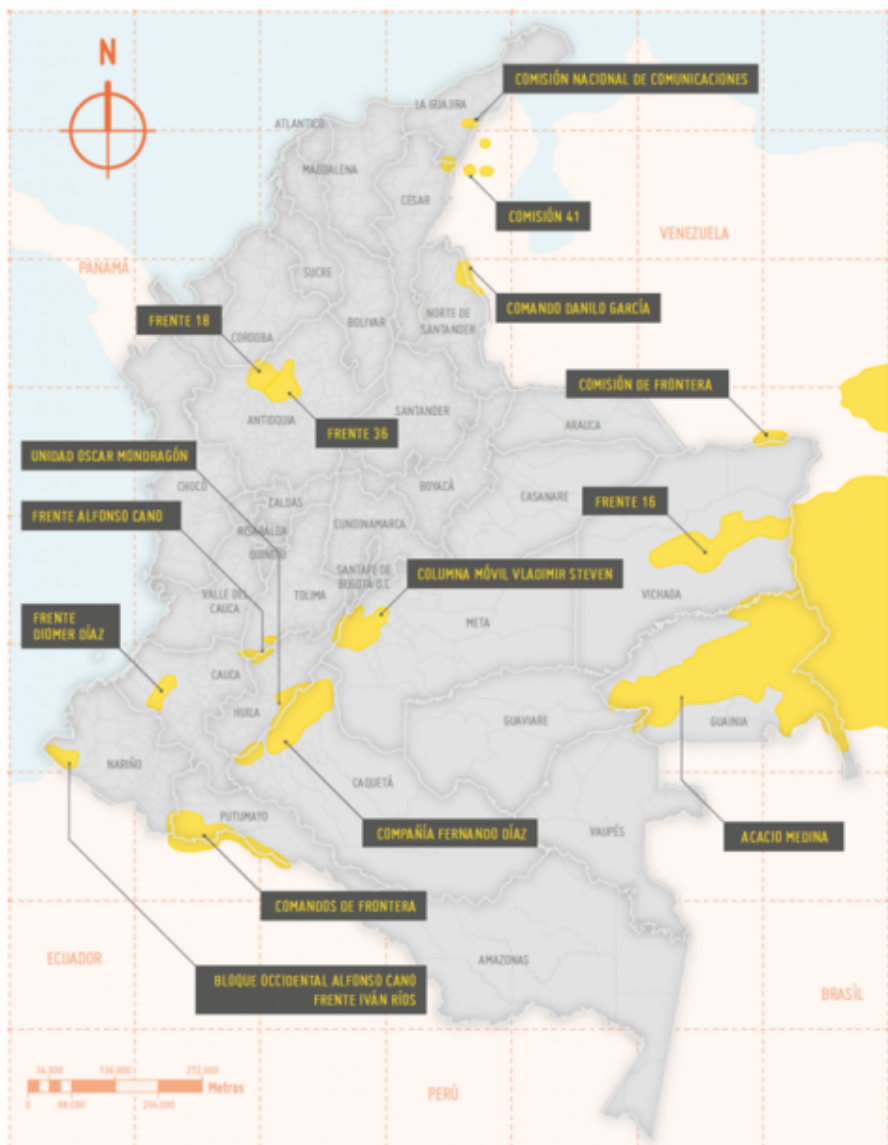 N
COMISIÓN NACIONAL DE COMUNICACIONES
LA GUAJIRA
ATLANTICO
MAGDALENA
CESAR
COMISIÓN 41
VENEZUELA
PANAMÁ
SUCRE
COMANDO DANILO GARCÍA
NORTE DE
SANTANDER
BOLIVAR
FRENTE 18
CORDOBA
COMISIÓN DE FRONTERA
SANTANDER
ANTIOQUIA
FRENTE 36
ARAUCA
UNIDAD OSCAR MONDRAGÓN
BOYACÁ
CHOCÓ
CALDAS
CASANARE
FRENTE 16
FRENTE ALFONSO CANO
CUNDINAMARCA
RISARALDA
QUINDIO
SANTAFE DE
BOGOTA D.C
COLUMNA MÓVIL VLADIMIR STEVEN
VALLE DEL
CAUCA
TOLIMA
VICHADA
FRENTE
DIOMER DÍAZ
META
CAUCA
HUILA
GUAVIARE
GUAINIA
NARIÑO
CAQUETÁ
PUTUMAYO
COMPAÑÍA FERNANDO DÍAZ
VAUPÉS
ACACIO MEDINA
COMANDOS DE FRONTERA
ECUADOR
AMAZONAS
BLOQUE OCCIDENTAL ALFONSO CANO
FRENTE IVÁN RÍOS
BRASÍL
34.000 136.000 272.000
Metros
0 68.000 204.000
PERÚ